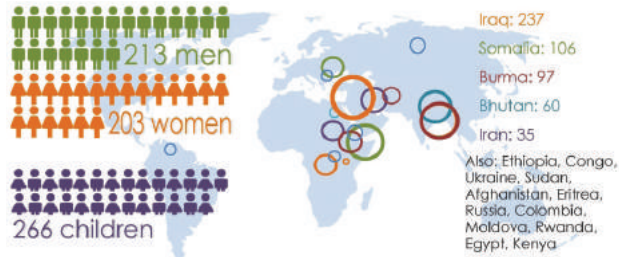 213 men
203 women
266 children
Iraq: 237
Somalia: 106
Burma: 97
Bhutan: 60
Iran: 35
Also: Ethiopia, Congo,
Ukraine, Sudan,
Afghanistan, Eritrea,
Russia, Colombia,
Moldova, Rwanda,
Egypt, Kenya